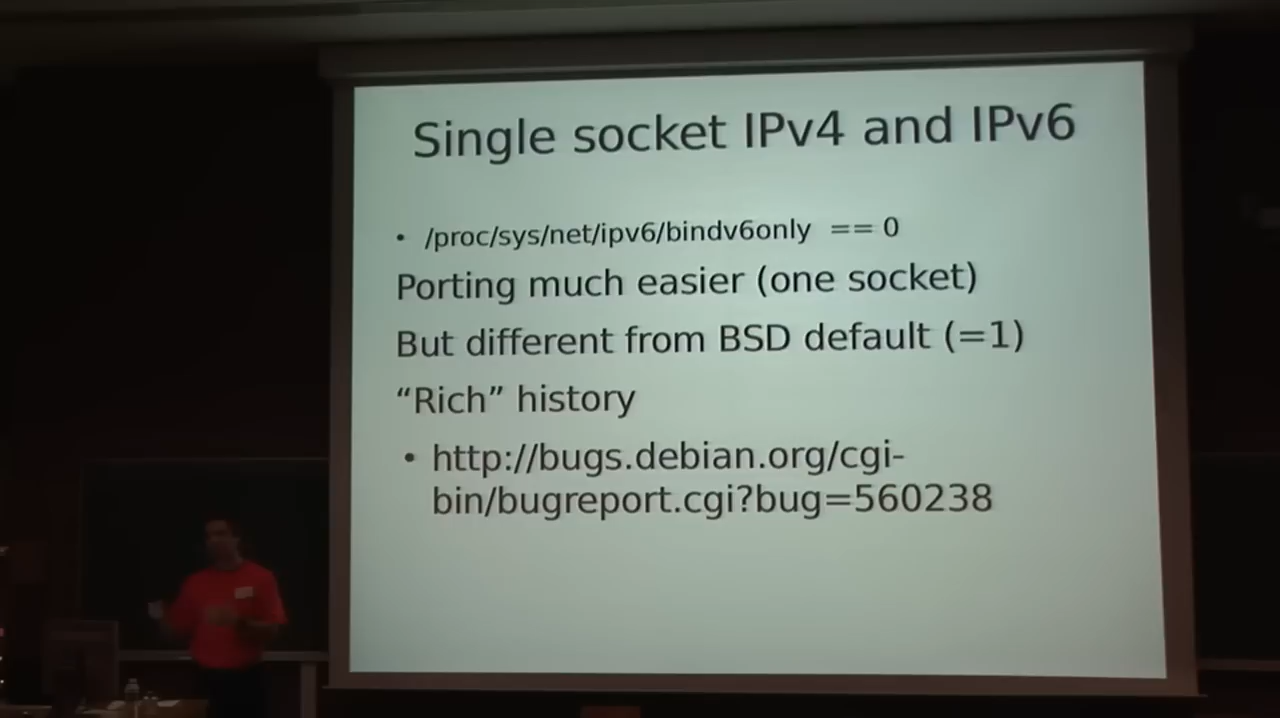 Single socket IPv4 and IPv6
• /proc/sys/net/ipv6/bindv6only == 0
Porting much easier (one socket)
But different from BSD default (=1)
“Rich” history
• http://bugs.debian.org/cgi-
bin/bugreport.cgi?bug=560238